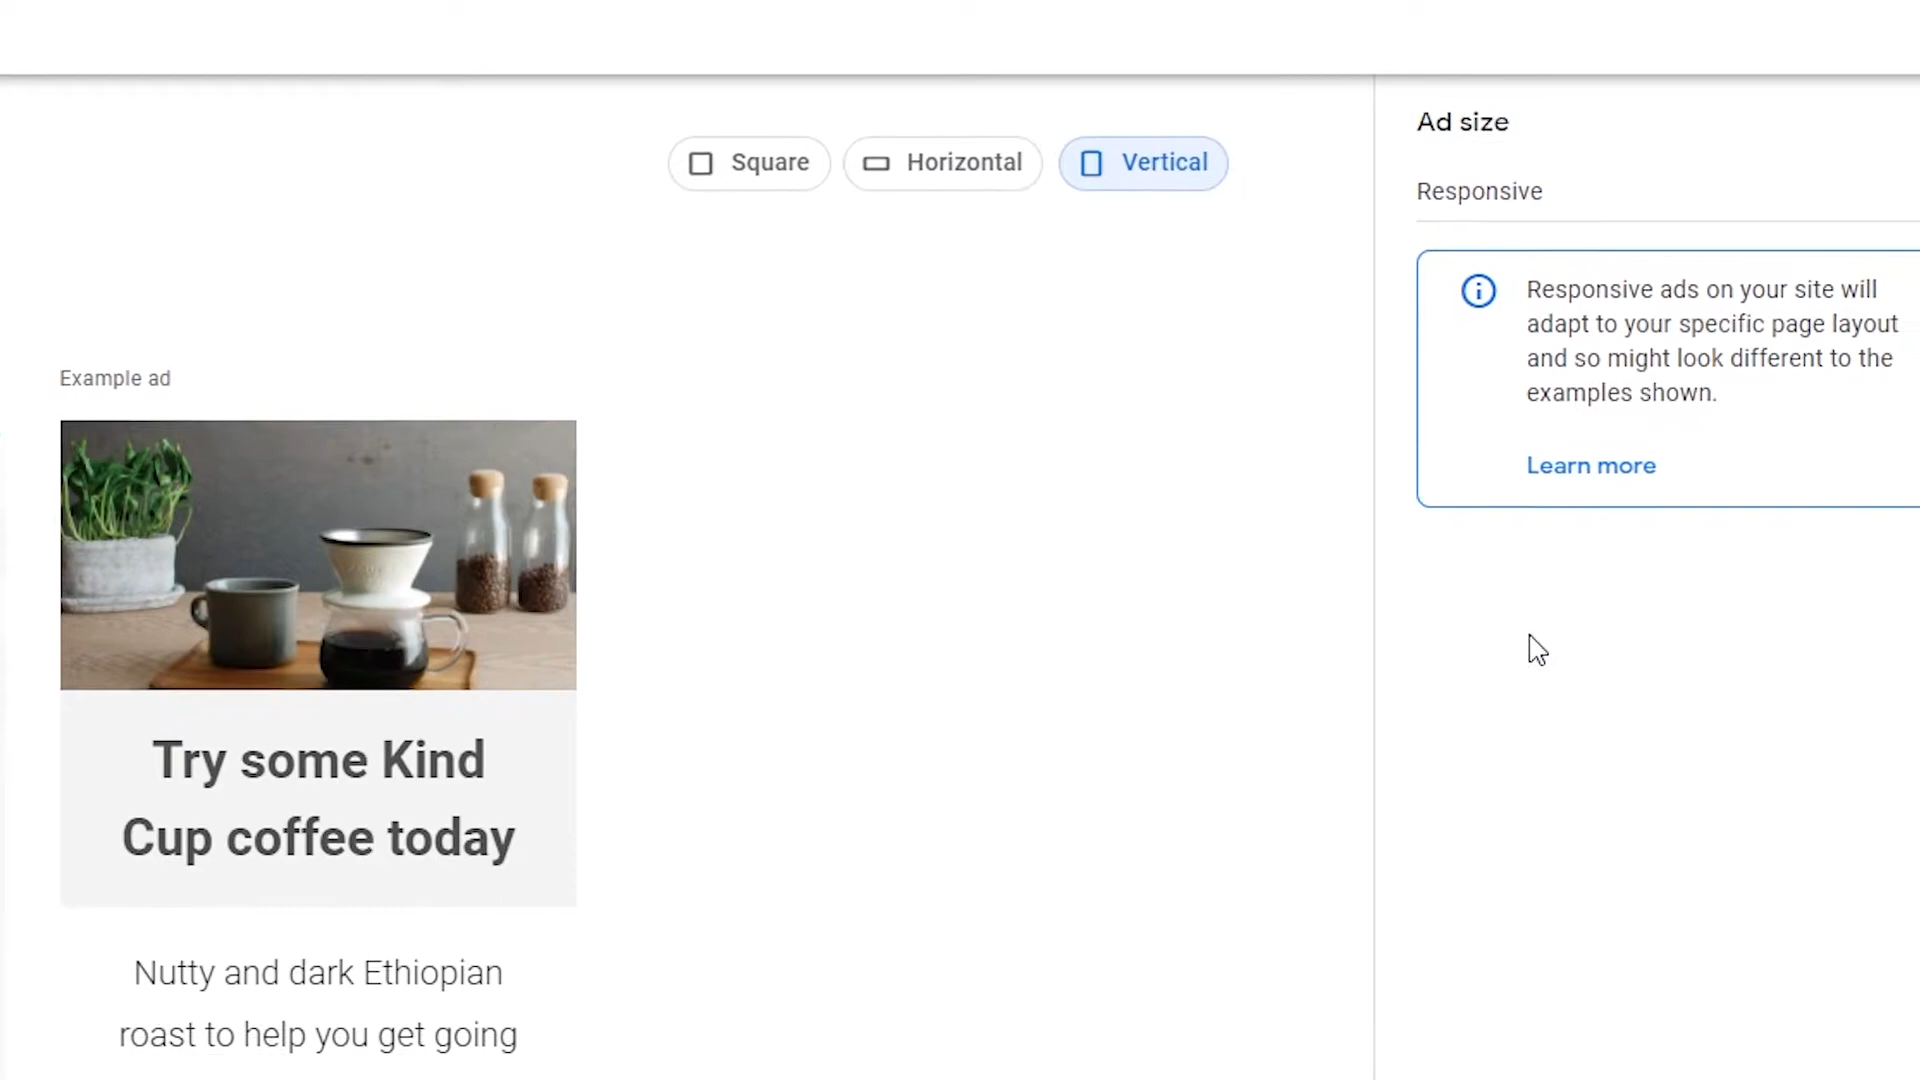 Square
Horizontal
Vertical
Example ad
Try some Kind
Cup coffee today
Nutty and dark Ethiopian
roast to help you get going
Ad size
Responsive
Responsive ads on your site will
adapt to your specific page layout
and so might look different to the
examples shown.
Learn more